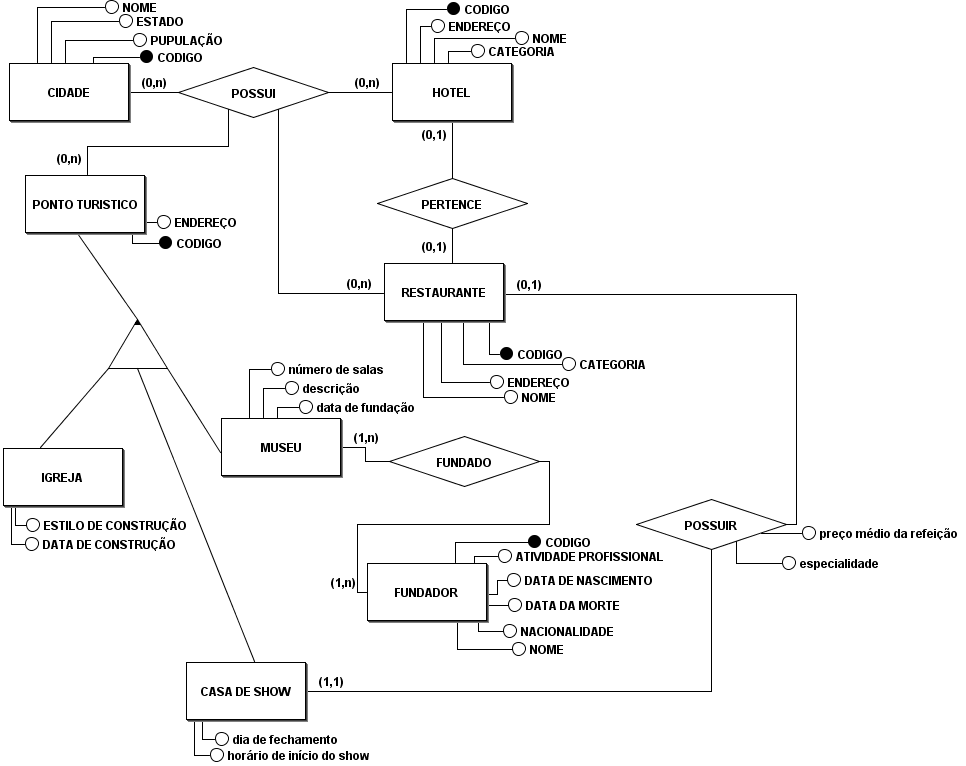 NOME
ESTADO
PUPULAÇÃO
CODIGO
CIDADE
(0,n)
POSSUI
(0,n)
CODIGO
ENDEREÇO
NOME
CATEGORIA
HOTEL
(0,1)
(0,n)
PONTO TURISTICO
ENDEREÇO
CODIGO
PERTENCE
(0,1)
(0,n)
RESTAURANTE
(0,1)
CODIGO
CATEGORIA
ENDEREÇO
NOME
número de salas
descrição
data de fundação
MUSEU
(1,n)
FUNDADO
IGREJA
ESTILO DE CONSTRUÇÃO
DATA DE CONSTRUÇÃO
POSSUIR
preço médio da refeição
especialidade
CODIGO
ATIVIDADE PROFISSIONAL
(1,n)
FUNDADOR
DATA DE NASCIMENTO
DATA DA MORTE
NACIONALIDADE
NOME
CASA DE SHOW
(1,1)
dia de fechamento
horário de início do show